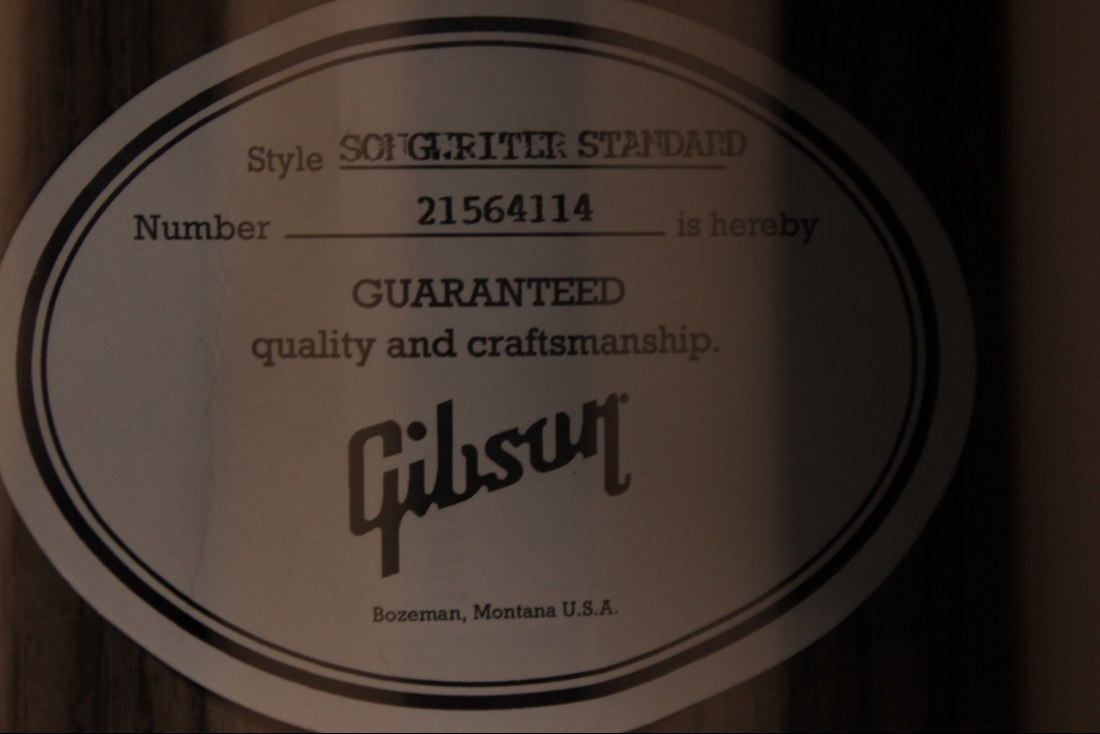 Style SONGWRITER STANDARD
Number 21564114 is hereby
GUARANTEED
quality and craftsmanship.
Gibson
Bozeman, Montana U.S.A.